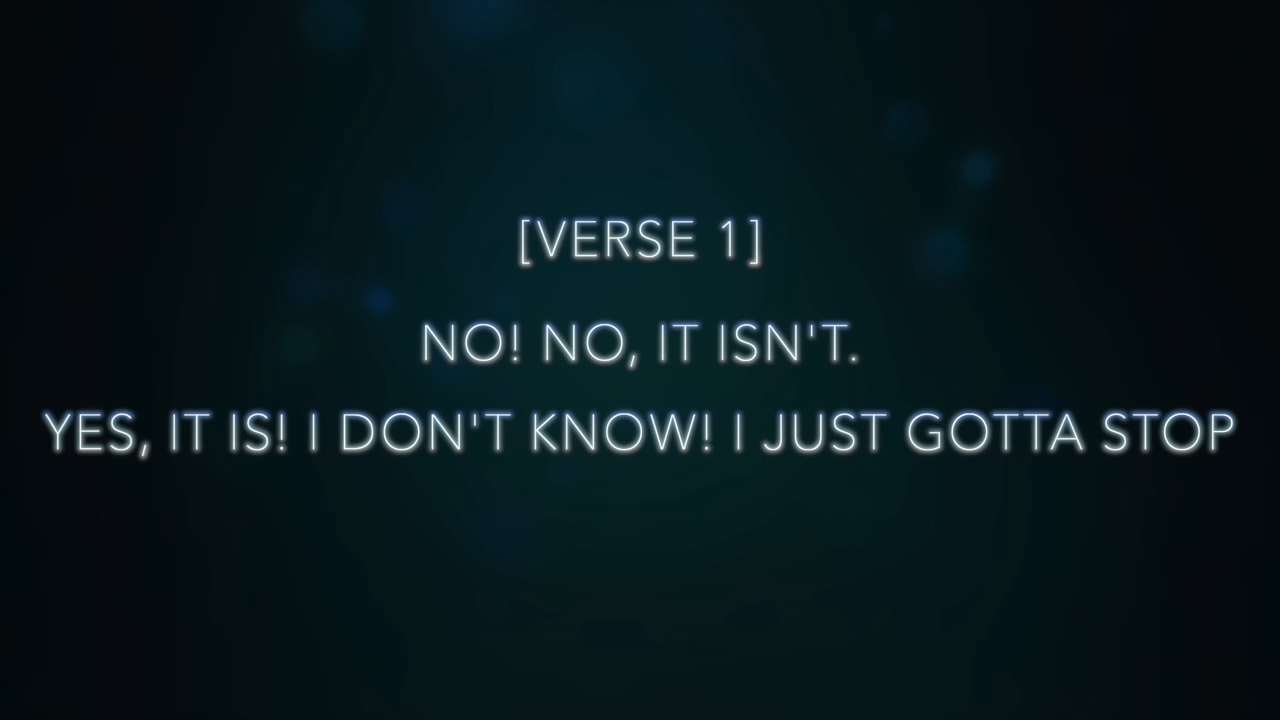 [VERSE 1]
NO! NO, IT ISN'T.
YES, IT IS! I DON'T KNOW! I JUST GOTTA STOP